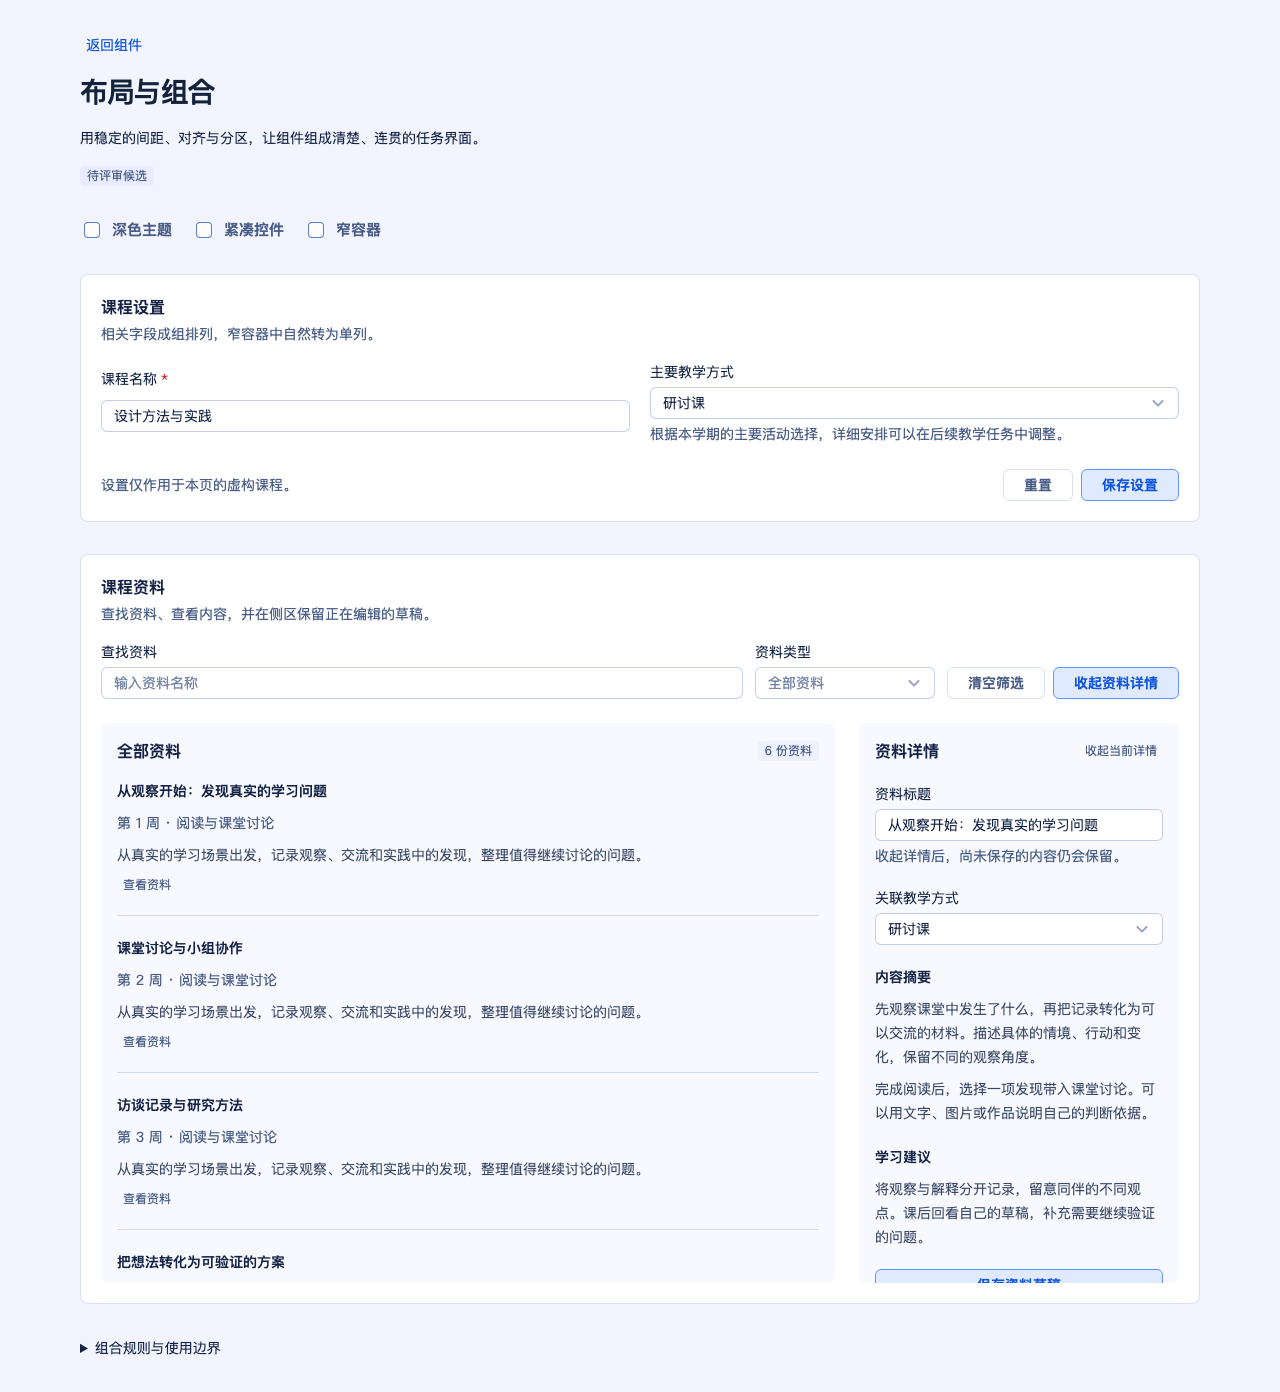 返回组件
布局与组合
用稳定的间距、对齐与分区，让组件组成清楚、连贯的任务界面。
待评审候选
深色主题 紧凑控件 窄容器
课程设置
相关字段成组排列，窄容器中自然转为单列。
课程名称 *
设计方法与实践
主要教学方式
研讨课
根据本学期的主要活动选择，详细安排可以在后续教学任务中调整。
设置仅作用于本页的虚构课程。
重置 保存设置
课程资料
查找资料、查看内容，并在侧区保留正在编辑的草稿。
查找资料
输入资料名称
资料类型
全部资料
清空筛选 收起资料详情
全部资料 6 份资料
从观察开始：发现真实的学习问题
第 1 周 · 阅读与课堂讨论
从真实的学习场景出发，记录观察、交流和实践中的发现，整理值得继续讨论的问题。
查看资料
课堂讨论与小组协作
第 2 周 · 阅读与课堂讨论
从真实的学习场景出发，记录观察、交流和实践中的发现，整理值得继续讨论的问题。
查看资料
访谈记录与研究方法
第 3 周 · 阅读与课堂讨论
从真实的学习场景出发，记录观察、交流和实践中的发现，整理值得继续讨论的问题。
查看资料
把想法转化为可验证的方案
资料详情 收起当前详情
资料标题
从观察开始：发现真实的学习问题
收起详情后，尚未保存的内容仍会保留。
关联教学方式
研讨课
内容摘要
先观察课堂中发生了什么，再把记录转化为可
以交流的材料。描述具体的情境、行动和变
化，保留不同的观察角度。
完成阅读后，选择一项发现带入课堂讨论。可
以用文字、图片或作品说明自己的判断依据。
学习建议
将观察与解释分开记录，留意同伴的不同观
点。课后回看自己的草稿，补充需要继续验证
的问题。
保存资料草稿
组合规则与使用边界